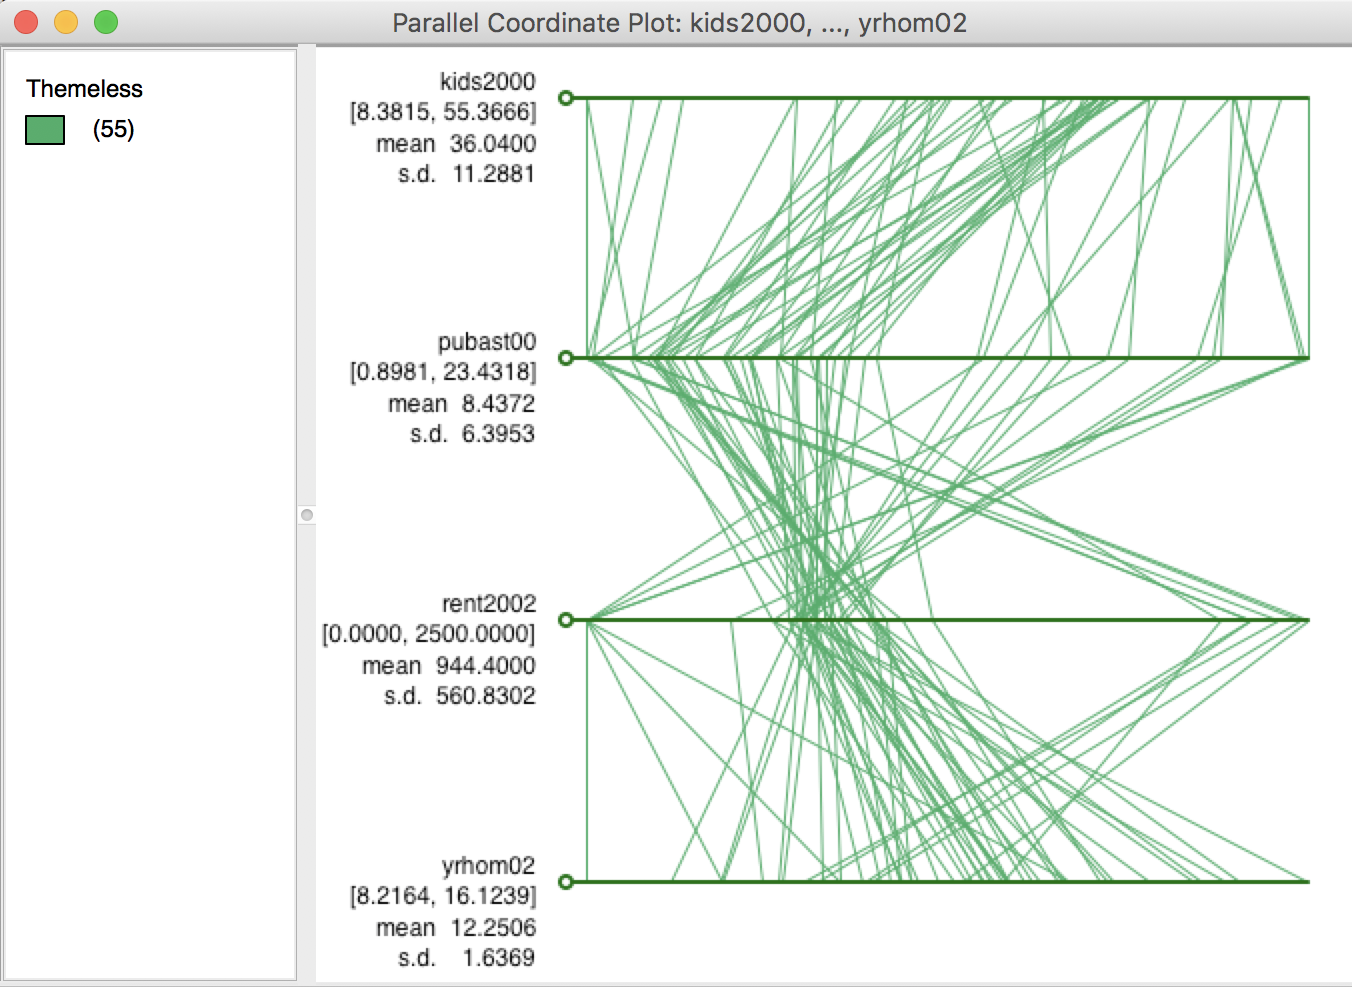 Parallel Coordinate Plot: kids2000, ..., yrhom02
Themeless
(55)
kids2000
[8.3815, 55.3666]
mean 36.0400
s.d. 11.2881
pubast00
[0.8981, 23.4318]
mean 8.4372
s.d. 6.3953
rent2002
[0.0000, 2500.0000]
mean 944.4000
s.d. 560.8302
yrhom02
[8.2164, 16.1239]
mean 12.2506
s.d. 1.6369